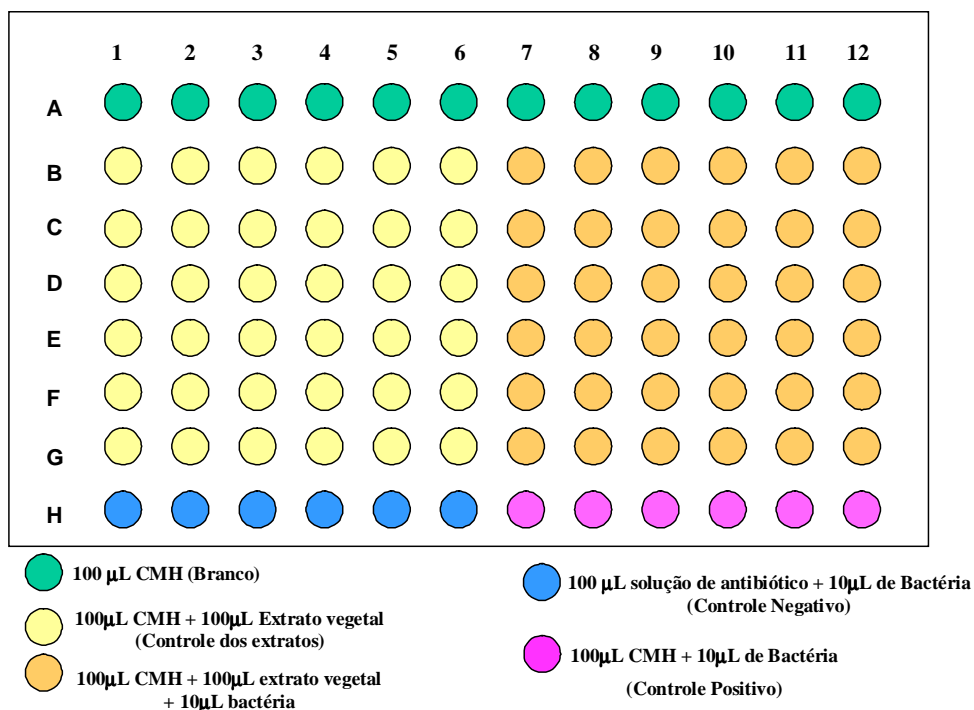 1 2 3 4 5 6 7 8 9 10 11 12
A
B
C
D
E
F
G
H
100 µL CMH (Branco)
100µL CMH + 100µL Extrato vegetal
(Controle dos extratos)
100µL CMH + 100µL extrato vegetal
+ 10µL bactéria
100 µL solução de antibiótico + 10µL de Bactéria
(Controle Negativo)
100µL CMH + 10µL de Bactéria
(Controle Positivo)